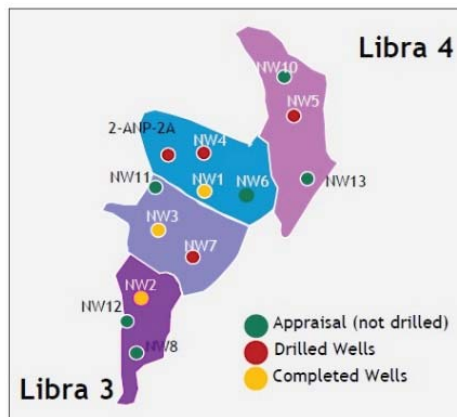 Libra 4
NW10
NW5
2-ANP-2A
NW4
NW11
NW1
NW6
NW13
NW3
NW7
NW2
NW12
NW8
Libra 3
Appraisal (not drilled)
Drilled Wells
Completed Wells